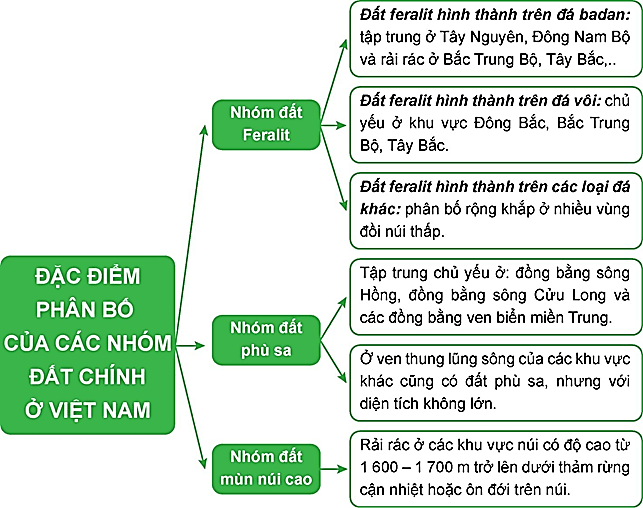 Đất feralit hình thành trên đá badan:
tập trung ở Tây Nguyên, Đông Nam Bộ
và rải rác ở Bắc Trung Bộ, Tây Bắc,..
Nhóm đất
Feralit
Đất feralit hình thành trên đá vôi: chủ
yếu ở khu vực Đông Bắc, Bắc Trung
Bộ, Tây Bắc.
Đất feralit hình thành trên các loại đá
khác: phân bố rộng khắp ở nhiều vùng
đồi núi thấp.
ĐẶC ĐIỂM
PHÂN BỐ
CỦA CÁC NHÓM
ĐẤT CHÍNH
Ở VIỆT NAM
Nhóm đất
phù sa
Tập trung chủ yếu ở: đồng bằng sông
Hồng, đồng bằng sông Cửu Long và
các đồng bằng ven biển miền Trung.
Ở ven thung lũng sông của các khu vực
khác cũng có đất phù sa, nhưng với
diện tích không lớn.
Nhóm đất
mùn núi cao
Rải rác ở các khu vực núi có độ cao từ
1 600 – 1 700 m trở lên dưới thảm rừng
cận nhiệt hoặc ôn đới trên núi.